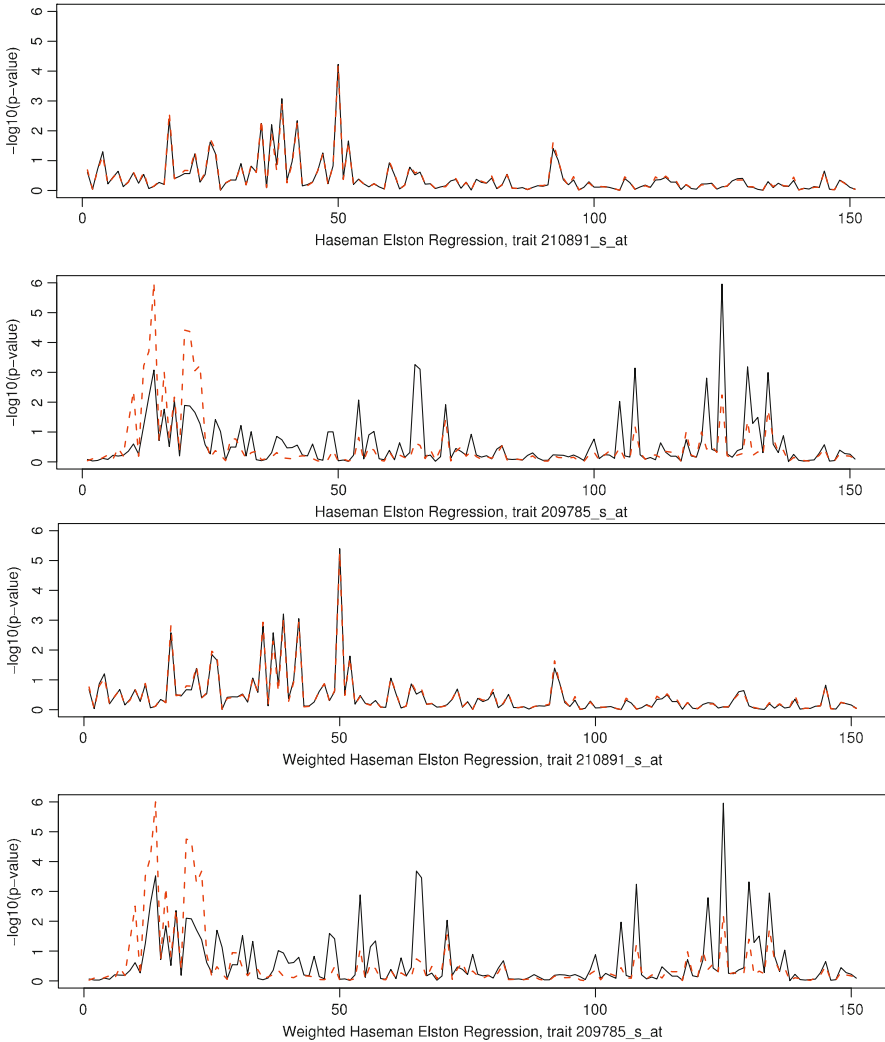 6
5
4
3
2
1
0
−log10(p−value)
0 50 100 150
Haseman Elston Regression, trait 210891_s_at
6
5
4
3
2
1
0
−log10(p−value)
0 50 100 150
Haseman Elston Regression, trait 209785_s_at
6
5
4
3
2
1
0
−log10(p−value)
0 50 100 150
Weighted Haseman Elston Regression, trait 210891_s_at
6
5
4
3
2
1
0
−log10(p−value)
0 50 100 150
Weighted Haseman Elston Regression, trait 209785_s_at